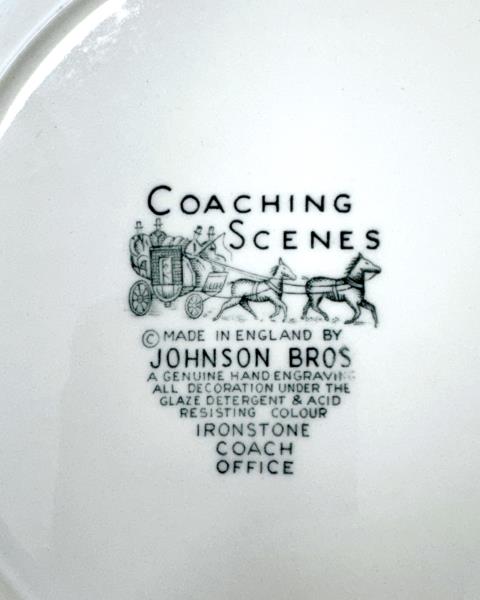 COACHING
SCENES
© MADE IN ENGLAND BY
JOHNSON BROS
A GENUINE HAND ENGRAVING
ALL DECORATION UNDER THE
GLAZE DETERGENT & ACID
RESISTING COLOUR
IRONSTONE
COACH
OFFICE